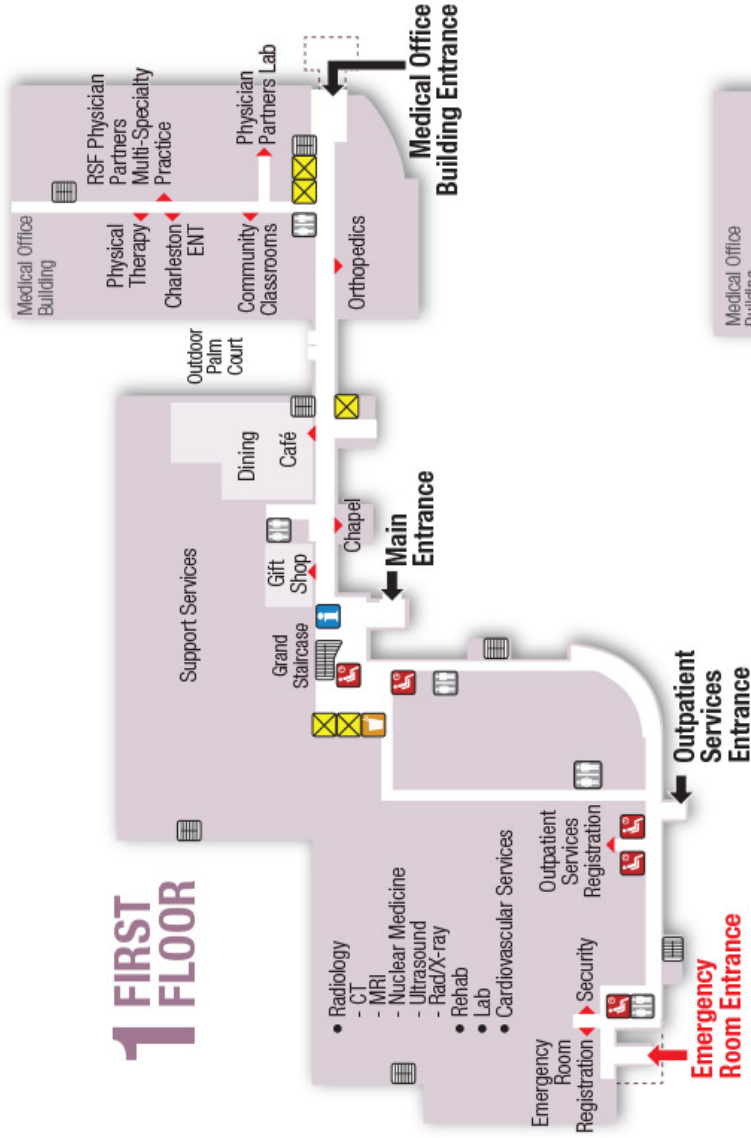 1 FIRST
FLOOR
Medical Office
Building
RSF Physician
Partners
Multi-Specialty
Practice
Physical
Therapy
Charleston
ENT
Physician
Partners Lab
Community
Classrooms
Medical Office
Building Entrance
Orthopedics
Outdoor
Palm
Court
Dining
Café
Chapel
Gift
Shop
Support Services
Grand
Staircase
i
Main
Entrance
Outpatient
Services
Entrance
Outpatient
Services
Registration
• Radiology
- CT
- MRI
- Nuclear Medicine
- Ultrasound
- Rad/X-ray
• Rehab
• Lab
• Cardiovascular Services
Security
Emergency
Room
Registration
Emergency
Room Entrance
Medical Office
Building